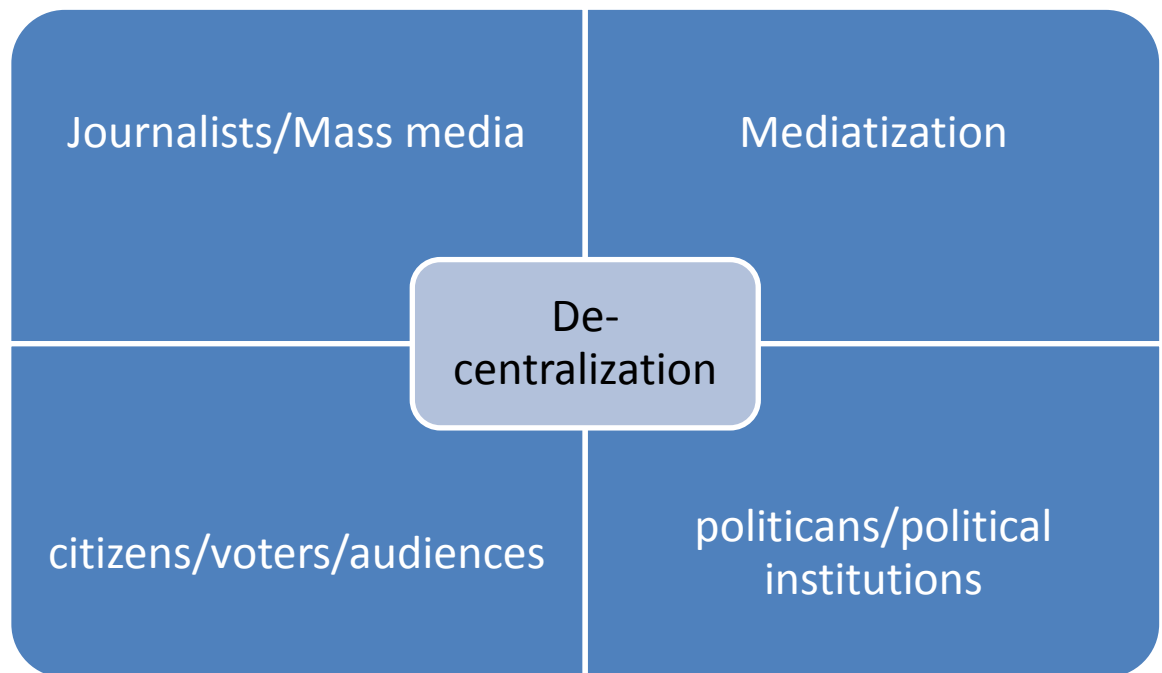 Journalists/Mass media
Mediatization
De-
centralization
citizens/voters/audiences
politicans/political
institutions